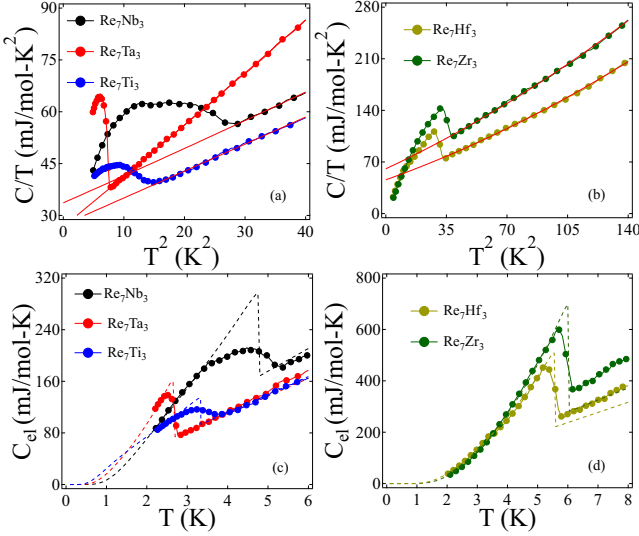 C/T (mJ/mol-K²)
90
75
60
45
30
Re₇Nb₃
Re₇Ta₃
Re₇Ti₃
(a)
0 10 20 30 40
T² (K²)
C/T (mJ/mol-K²)
280
210
140
70
0
Re₇Hf₃
Re₇Zr₃
(b)
0 35 70 105 140
T² (K²)
C_el (mJ/mol-K)
320
240
160
80
0
Re₇Nb₃
Re₇Ta₃
Re₇Ti₃
(c)
0 1 2 3 4 5 6
T (K)
C_el (mJ/mol-K)
800
600
400
200
0
Re₇Hf₃
Re₇Zr₃
(d)
0 1 2 3 4 5 6 7 8
T (K)